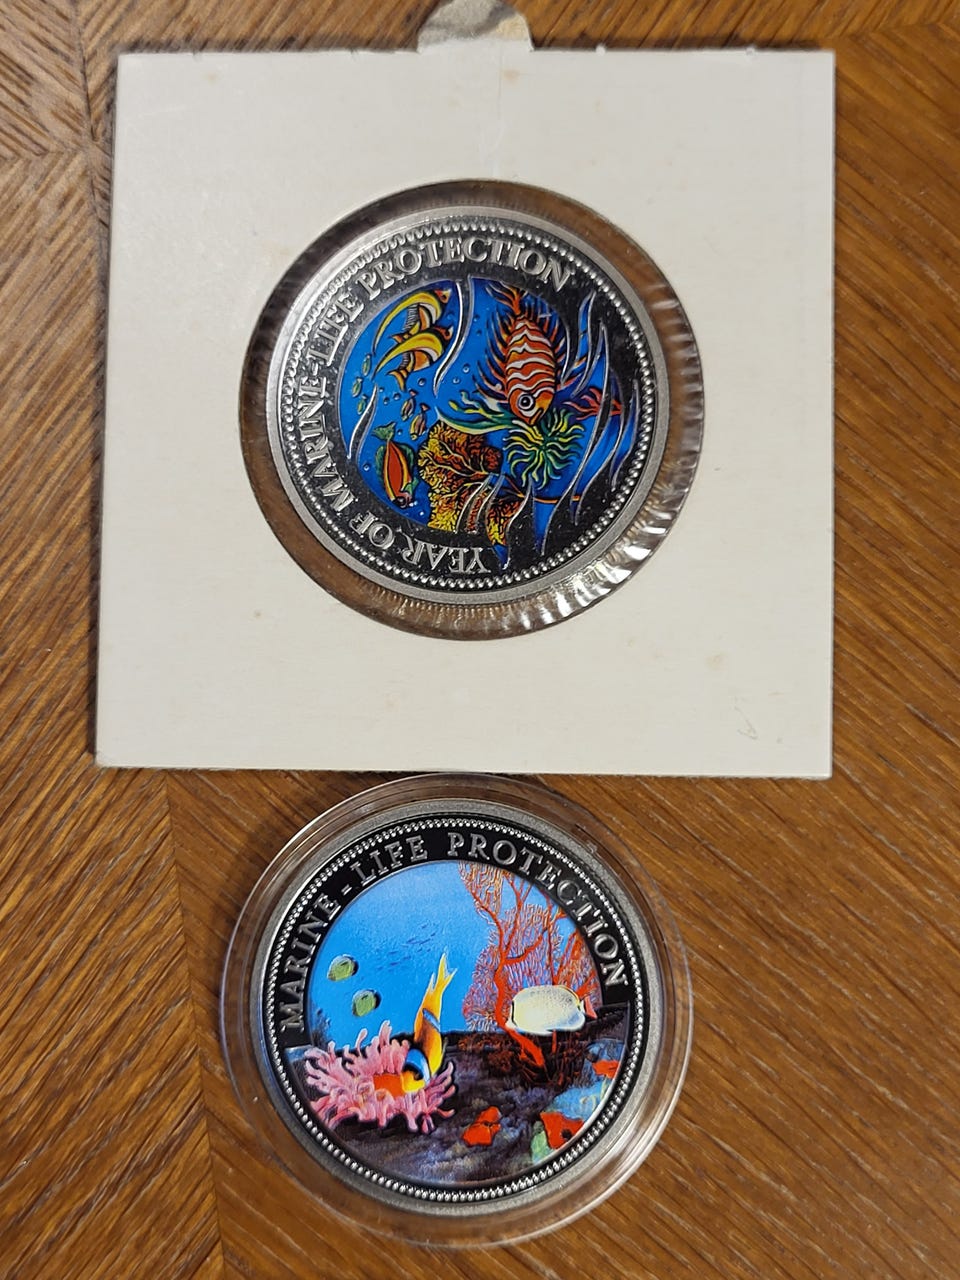 YEAR OF MARINE-LIFE PROTECTION
MARINE - LIFE PROTECTION